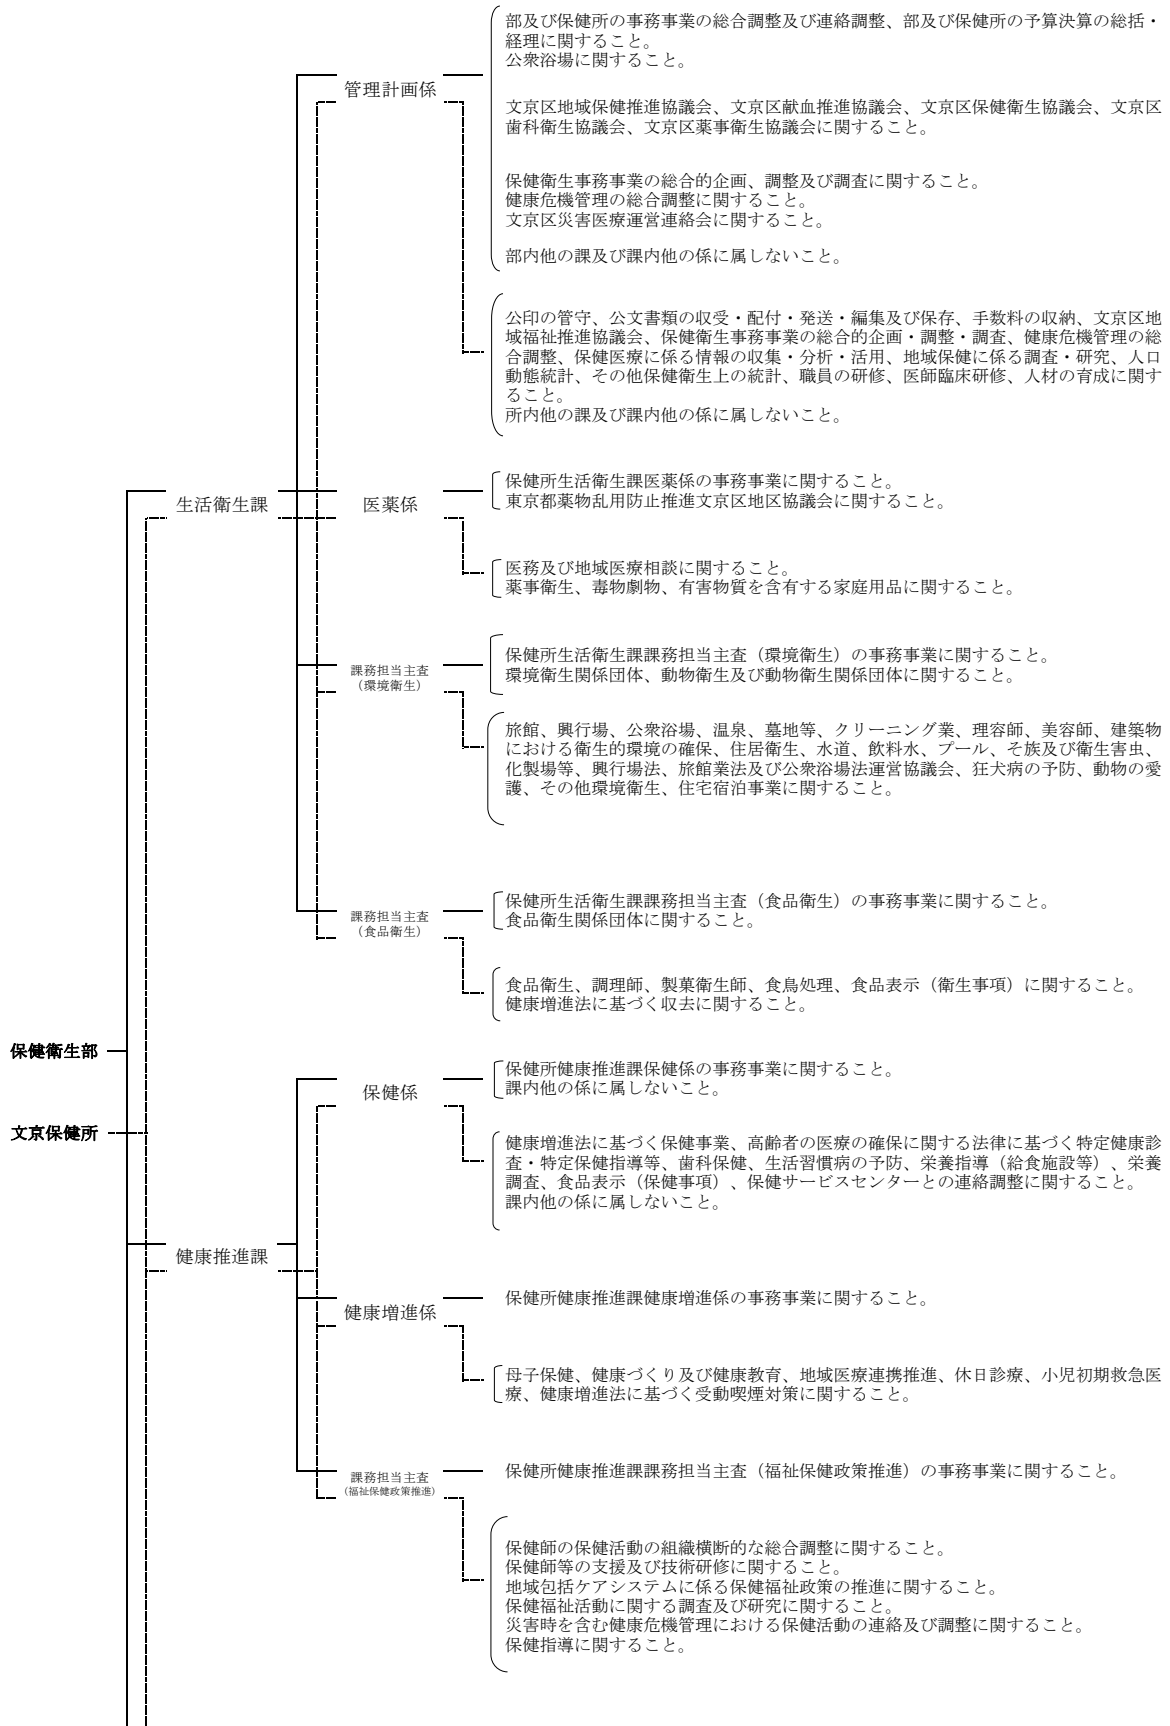 部及び保健所の事務事業の総合調整及び連絡調整、部及び保健所の予算決算の総括・
経理に関すること。
公衆浴場に関すること。
管理計画係
文京区地域保健推進協議会、文京区献血推進協議会、文京区保健衛生協議会、文京区
歯科衛生協議会、文京区薬事衛生協議会に関すること。
保健衛生事務事業の総合的企画、調整及び調査に関すること。
健康危機管理の総合調整に関すること。
文京区災害医療運営連絡会に関すること。
部内他の課及び課内他の係に属しないこと。
公印の管守、公文書類の収受・配付・発送・編集及び保存、手数料の収納、文京区地
域福祉推進協議会、保健衛生事務事業の総合的企画・調整・調査、健康危機管理の総
合調整、保健医療に係る情報の収集・分析・活用、地域保健に係る調査・研究、人口
動態統計、その他保健衛生上の統計、職員の研修、医師臨床研修、人材の育成に関す
ること。
所内他の課及び課内他の係に属しないこと。
生活衛生課
医薬係
保健所生活衛生課医薬係の事務事業に関すること。
東京都薬物乱用防止推進文京区地区協議会に関すること。
医務及び地域医療相談に関すること。
薬事衛生、毒物劇物、有害物質を含有する家庭用品に関すること。
課務担当主査
（環境衛生）
保健所生活衛生課課務担当主査（環境衛生）の事務事業に関すること。
環境衛生関係団体、動物衛生及び動物衛生関係団体に関すること。
旅館、興行場、公衆浴場、温泉、墓地等、クリーニング業、理容師、美容師、建築物
における衛生的環境の確保、住居衛生、水道、飲料水、プール、そ族及び衛生害虫、
化製場等、興行場法、旅館業法及び公衆浴場法運営協議会、狂犬病の予防、動物の愛
護、その他環境衛生、住宅宿泊事業に関すること。
課務担当主査
（食品衛生）
保健所生活衛生課課務担当主査（食品衛生）の事務事業に関すること。
食品衛生関係団体に関すること。
食品衛生、調理師、製菓衛生師、食鳥処理、食品表示（衛生事項）に関すること。
健康増進法に基づく収去に関すること。
保健衛生部
文京保健所
保健係
保健所健康推進課保健係の事務事業に関すること。
課内他の係に属しないこと。
健康増進法に基づく保健事業、高齢者の医療の確保に関する法律に基づく特定健康診
査・特定保健指導等、歯科保健、生活習慣病の予防、栄養指導（給食施設等）、栄養
調査、食品表示（保健事項）、保健サービスセンターとの連絡調整に関すること。
課内他の係に属しないこと。
健康推進課
健康増進係
保健所健康推進課健康増進係の事務事業に関すること。
母子保健、健康づくり及び健康教育、地域医療連携推進、休日診療、小児初期救急医
療、健康増進法に基づく受動喫煙対策に関すること。
課務担当主査
（福祉保健政策推進）
保健所健康推進課課務担当主査（福祉保健政策推進）の事務事業に関すること。
保健師の保健活動の組織横断的な総合調整に関すること。
保健師等の支援及び技術研修に関すること。
地域包括ケアシステムに係る保健福祉政策の推進に関すること。
保健福祉活動に関する調査及び研究に関すること。
災害時を含む健康危機管理における保健活動の連絡及び調整に関すること。
保健指導に関すること。